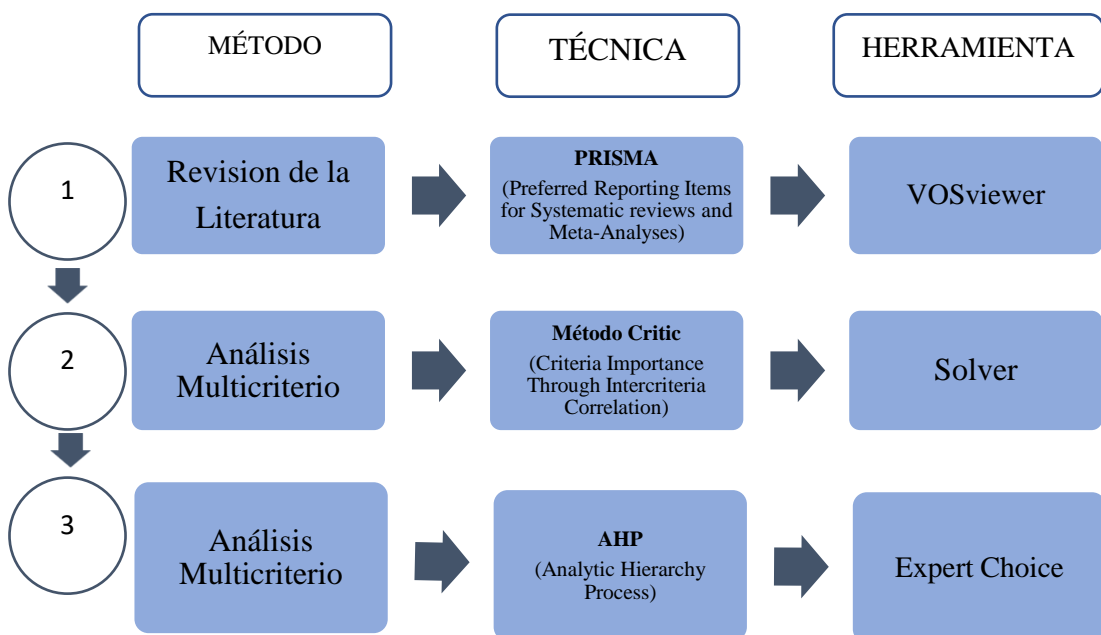 MÉTODO
TÉCNICA
HERRAMIENTA
1
Revision de la
Literatura
PRISMA
(Preferred Reporting Items
for Systematic reviews and
Meta-Analyses)
VOSviewer
2
Análisis
Multicriterio
Método Critic
(Criteria Importance
Through Intercriteria
Correlation)
Solver
3
Análisis
Multicriterio
AHP
(Analytic Hierarchy
Process)
Expert Choice